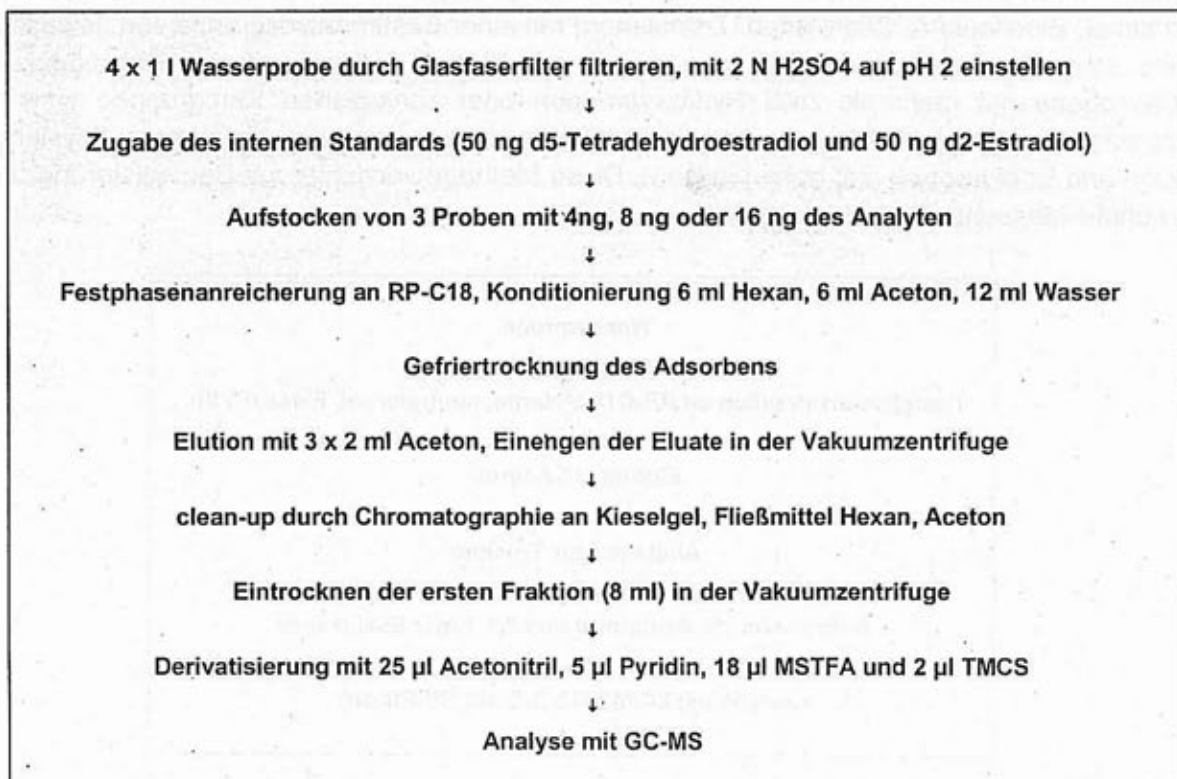 4 x 1 l Wasserprobe durch Glasfaserfilter filtrieren, mit 2 N H2SO4 auf pH 2 einstellen
↓
Zugabe des internen Standards (50 ng d5-Tetradehydroestradiol und 50 ng d2-Estradiol)
↓
Aufstocken von 3 Proben mit 4ng, 8 ng oder 16 ng des Analyten
↓
Festphasenanreicherung an RP-C18, Konditionierung 6 ml Hexan, 6 ml Aceton, 12 ml Wasser
↓
Gefriertrocknung des Adsorbens
↓
Elution mit 3 x 2 ml Aceton, Einengen der Eluate in der Vakuumzentrifuge
↓
clean-up durch Chromatographie an Kieselgel, Fließmittel Hexan, Aceton
↓
Eintrocknen der ersten Fraktion (8 ml) in der Vakuumzentrifuge
↓
Derivatisierung mit 25 µl Acetonitril, 5 µl Pyridin, 18 µl MSTFA und 2 µl TMCS
↓
Analyse mit GC-MS